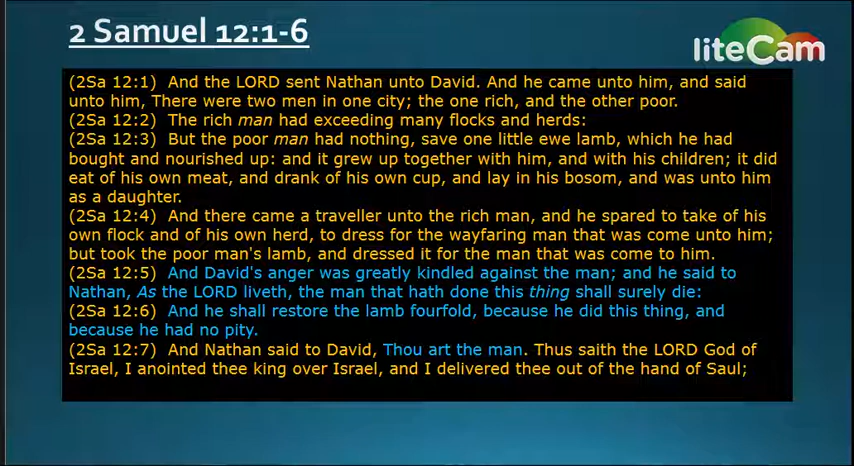 2 Samuel 12:1-6
liteCam
(2Sa 12:1)  And the LORD sent Nathan unto David. And he came unto him, and said
unto him, There were two men in one city; the one rich, and the other poor.
(2Sa 12:2)  The rich man had exceeding many flocks and herds:
(2Sa 12:3)  But the poor man had nothing, save one little ewe lamb, which he had
bought and nourished up: and it grew up together with him, and with his children; it did
eat of his own meat, and drank of his own cup, and lay in his bosom, and was unto him
as a daughter.
(2Sa 12:4)  And there came a traveller unto the rich man, and he spared to take of his
own flock and of his own herd, to dress for the wayfaring man that was come unto him;
but took the poor man's lamb, and dressed it for the man that was come to him.
(2Sa 12:5)  And David's anger was greatly kindled against the man; and he said to
Nathan, As the LORD liveth, the man that hath done this thing shall surely die:
(2Sa 12:6)  And he shall restore the lamb fourfold, because he did this thing, and
because he had no pity.
(2Sa 12:7)  And Nathan said to David, Thou art the man. Thus saith the LORD God of
Israel, I anointed thee king over Israel, and I delivered thee out of the hand of Saul;